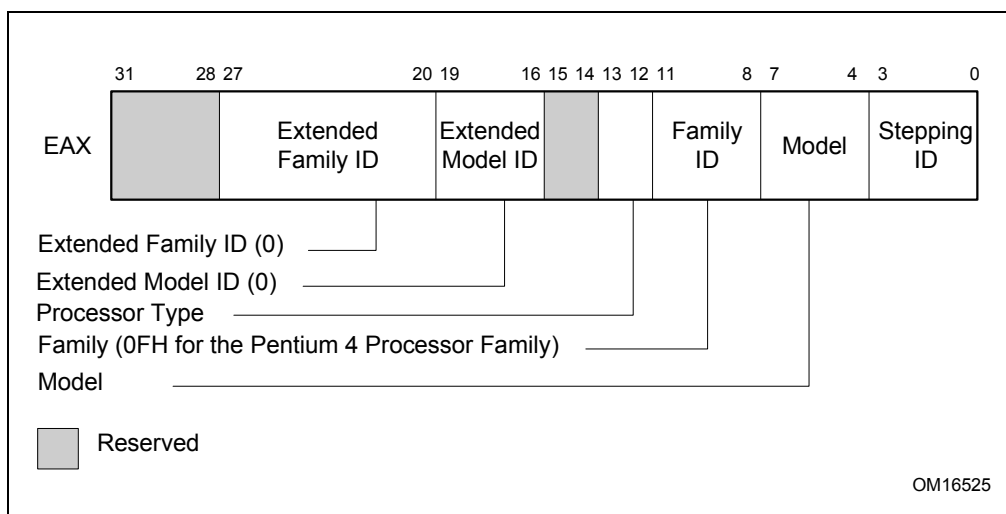 31 28 27 20 19 16 15 14 13 12 11 8 7 4 3 0
EAX
Extended
Family ID
Extended
Model ID
Family
ID
Model
Stepping
ID
Extended Family ID (0)
Extended Model ID (0)
Processor Type
Family (0FH for the Pentium 4 Processor Family)
Model
Reserved
OM16525